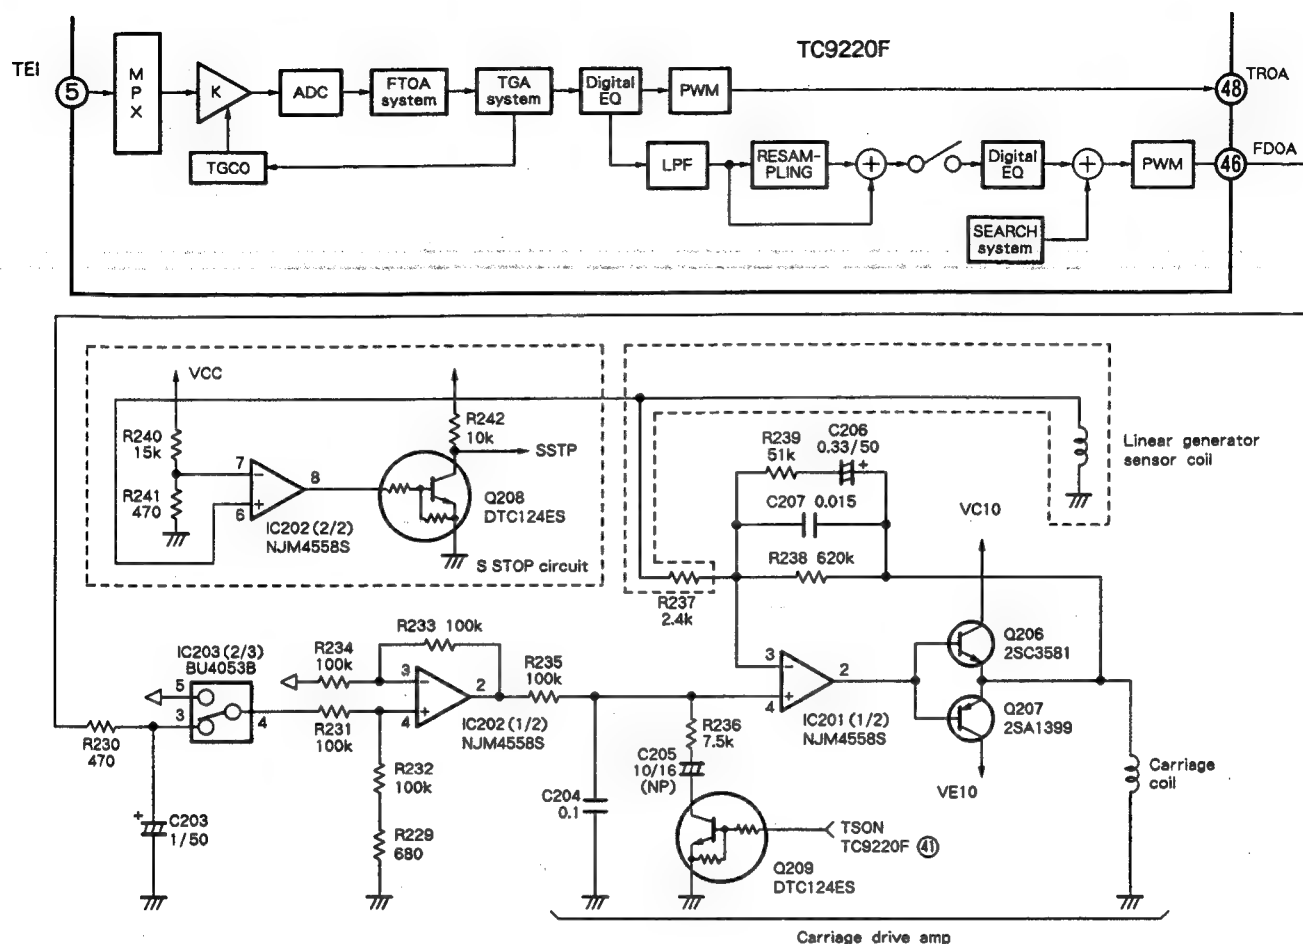 TC9220F
TEI
5
MPX
K
ADC
FTOA
system
TGA
system
Digital
EQ
PWM
48
TROA
TGCO
LPF
RESAM-
PLING
+
Digital
EQ
+
PWM
46
FDOA
SEARCH
system
VCC
R240
15k
R241
470
7
−
+
6
8
IC202 (2/2)
NJM4558S
R242
10k
SSTP
Q208
DTC124ES
S STOP circuit
Linear generator
sensor coil
R239
51k
C206
0.33/50
+
C207 0.015
R238 620k
R237
2.4k
VC10
Q206
2SC3581
Q207
2SA1399
VE10
Carriage
coil
IC203 (2/3)
BU4053B
5
3
4
R230
470
+
C203
1/50
R234
100k
R233 100k
R231
100k
3
−
+
4
2
IC202 (1/2)
NJM4558S
R232
100k
R229
680
R235
100k
C204
0.1
R236
7.5k
C205
10/16
(NP)
3
−
+
4
2
IC201 (1/2)
NJM4558S
TSON
TC9220F 41
Q209
DTC124ES
Carriage drive amp